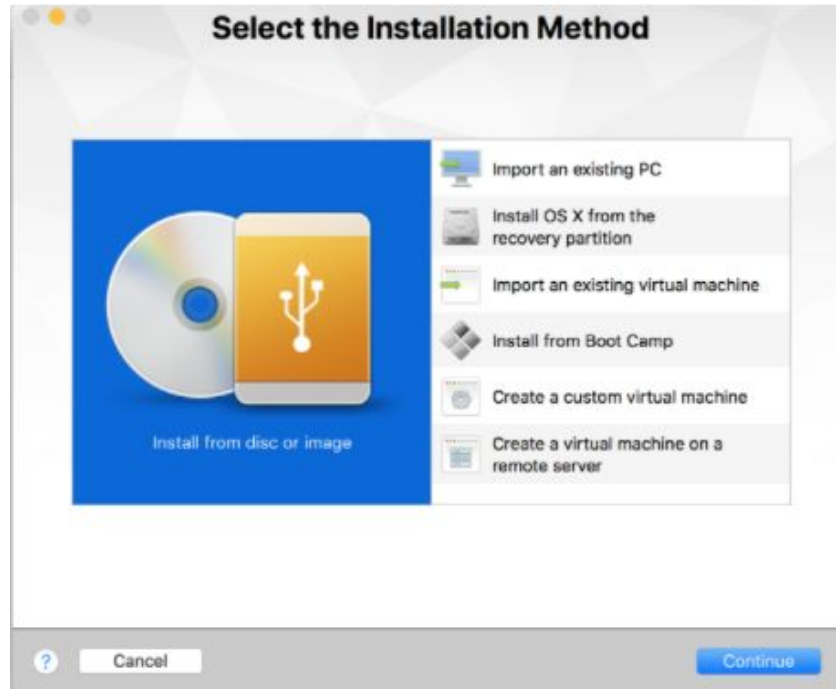 Select the Installation Method
Install from disc or image
Import an existing PC
Install OS X from the
recovery partition
Import an existing virtual machine
Install from Boot Camp
Create a custom virtual machine
Create a virtual machine on a
remote server
?
Cancel
Continue